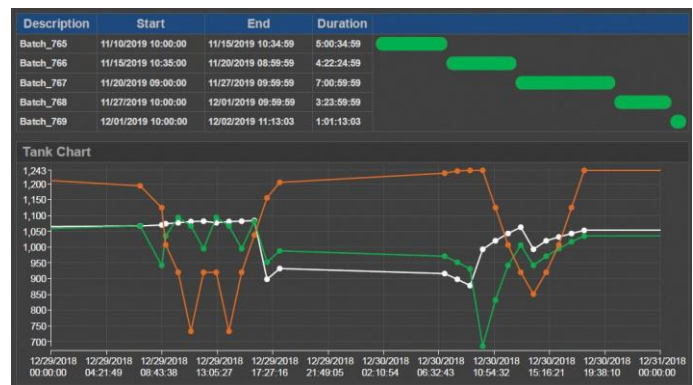 Description Start End Duration
Batch_765 11/10/2019 10:00:00 11/15/2019 10:34:59 5:00:34:59
Batch_766 11/15/2019 10:35:00 11/20/2019 08:59:59 4:22:24:59
Batch_767 11/20/2019 09:00:00 11/27/2019 09:59:59 7:00:59:59
Batch_768 11/27/2019 10:00:00 12/01/2019 09:59:59 3:23:59:59
Batch_769 12/01/2019 10:00:00 12/02/2019 11:13:03 1:01:13:03
Tank Chart
1,243
1,200
1,150
1,100
1,050
1,000
950
900
850
800
750
700
12/29/2018 12/29/2018 12/29/2018 12/29/2018 12/29/2018 12/29/2018 12/30/2018 12/30/2018 12/30/2018 12/30/2018 12/30/2018 12/31/2018
00:00:00 04:21:49 08:43:38 13:05:27 17:27:16 21:49:05 02:10:54 06:32:43 10:54:32 15:16:21 19:38:10 00:00:00